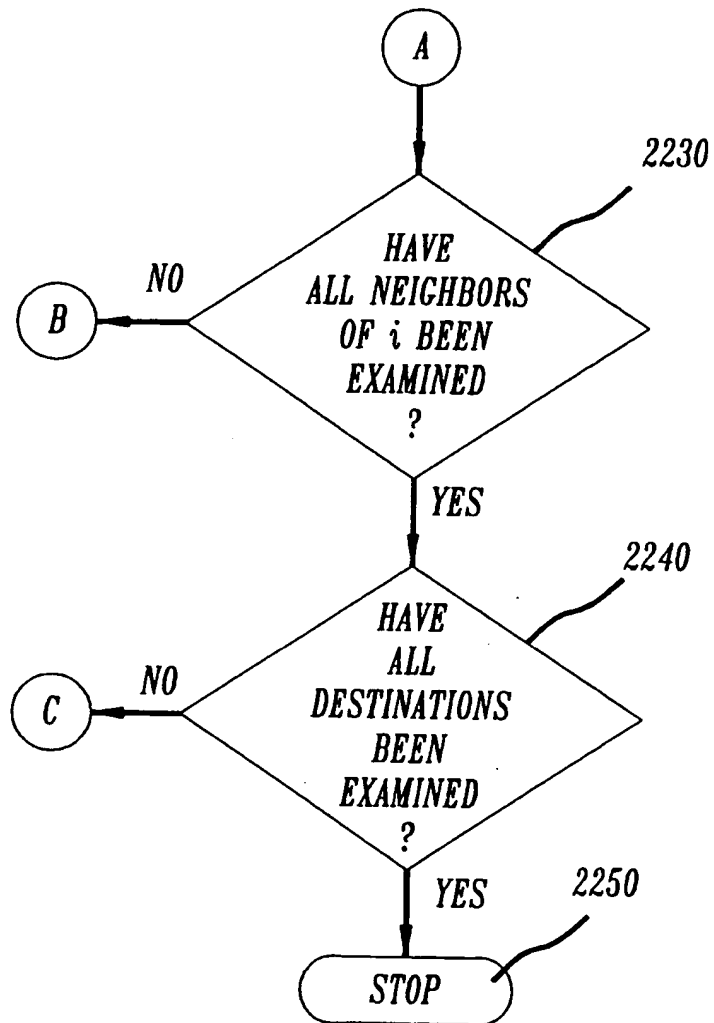 A
2230
HAVE
ALL NEIGHBORS
OF i BEEN
EXAMINED
?
NO
B
YES
2240
HAVE
ALL
DESTINATIONS
BEEN
EXAMINED
?
NO
C
YES
2250
STOP